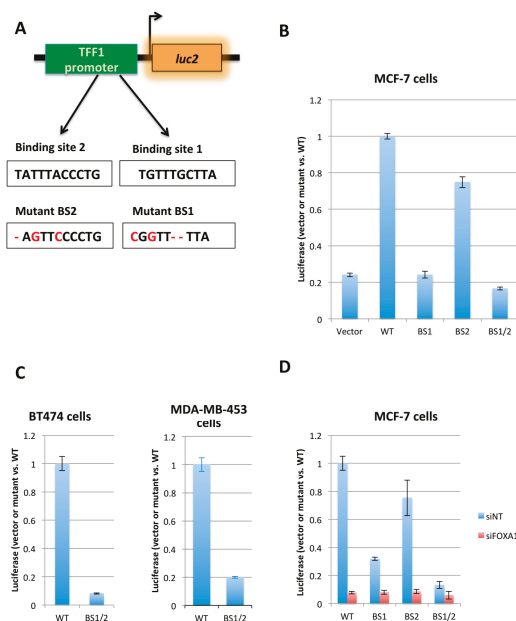 A
TFF1
promoter
luc2
Binding site 2
Binding site 1
TATTTACCCTG
TGTTTGCTTA
Mutant BS2
Mutant BS1
- AGTTCCCCTG
CGGTT- - TTA
B
MCF-7 cells
Luciferase (vector or mutant vs. WT)
1.2
1
0.8
0.6
0.4
0.2
0
Vector
WT
BS1
BS2
BS1/2
C
BT474 cells
Luciferase (vector or mutant vs. WT
1.2
1
0.8
0.6
0.4
0.2
0
WT
BS1/2
MDA-MB-453
cells
1.2
1
0.8
0.6
0.4
0.2
0
WT
BS1/2
D
MCF-7 cells
Luciferase (vector or mutant vs. WT)
1.2
1
0.8
0.6
0.4
0.2
0
WT
BS1
BS2
BS1/2
siNT
siFOXA1